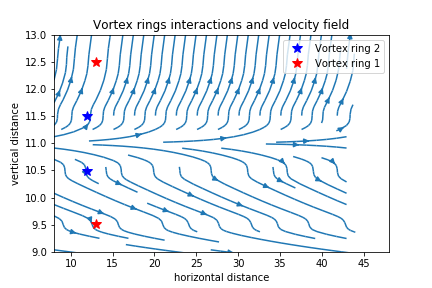 Vortex rings interactions and velocity field
Vortex ring 2
Vortex ring 1
vertical distance
13.0
12.5
12.0
11.5
11.0
10.5
10.0
9.5
9.0
10 15 20 25 30 35 40 45
horizontal distance